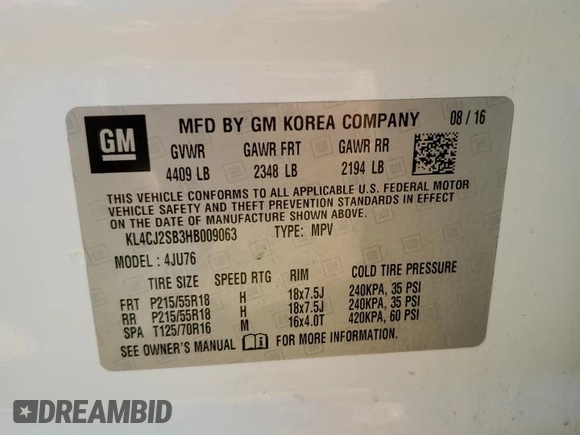 GM
MFD BY GM KOREA COMPANY 08 / 16
GVWR GAWR FRT GAWR RR
4409 LB 2348 LB 2194 LB
THIS VEHICLE CONFORMS TO ALL APPLICABLE U.S. FEDERAL MOTOR
VEHICLE SAFETY AND THEFT PREVENTION STANDARDS IN EFFECT
ON THE DATE OF MANUFACTURE SHOWN ABOVE.
KL4CJ2SB3HB009063 TYPE: MPV
MODEL : 4JU76
TIRE SIZE SPEED RTG RIM COLD TIRE PRESSURE
FRT P215/55R18 H 18x7.5J 240KPA, 35 PSI
RR P215/55R18 H 18x7.5J 240KPA, 35 PSI
SPA T125/70R16 M 16x4.0T 420KPA, 60 PSI
SEE OWNER'S MANUAL FOR MORE INFORMATION
DREAMBID